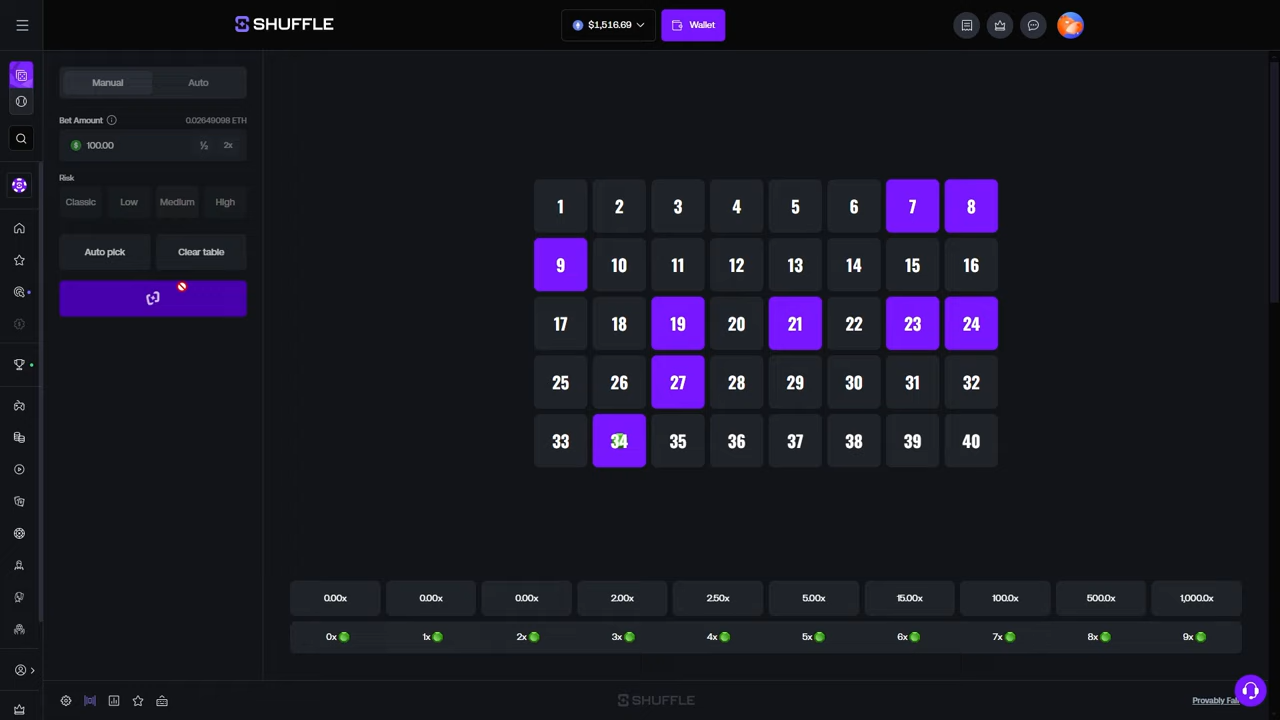 SHUFFLE
$1,516.69
Wallet
Manual
Auto
Bet Amount
0.02649098 ETH
100.00
½
2x
Risk
Classic
Low
Medium
High
Auto pick
Clear table
1 2 3 4 5 6 7 8
9 10 11 12 13 14 15 16
17 18 19 20 21 22 23 24
25 26 27 28 29 30 31 32
33 34 35 36 37 38 39 40
0.00x 0.00x 0.00x 2.00x 2.50x 5.00x 15.00x 100.0x 500.0x 1,000.0x
0x 1x 2x 3x 4x 5x 6x 7x 8x 9x
SHUFFLE
Provably